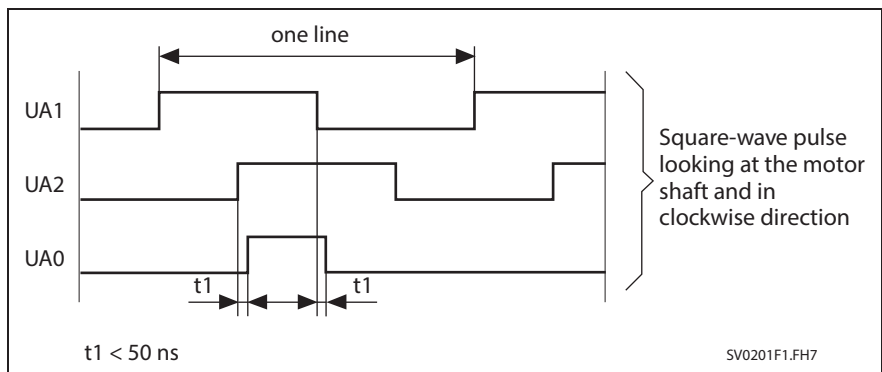 one line
UA1
UA2
UA0
Square-wave pulse
looking at the motor
shaft and in
clockwise direction
t1
t1
t1 < 50 ns
SV0201F1.FH7